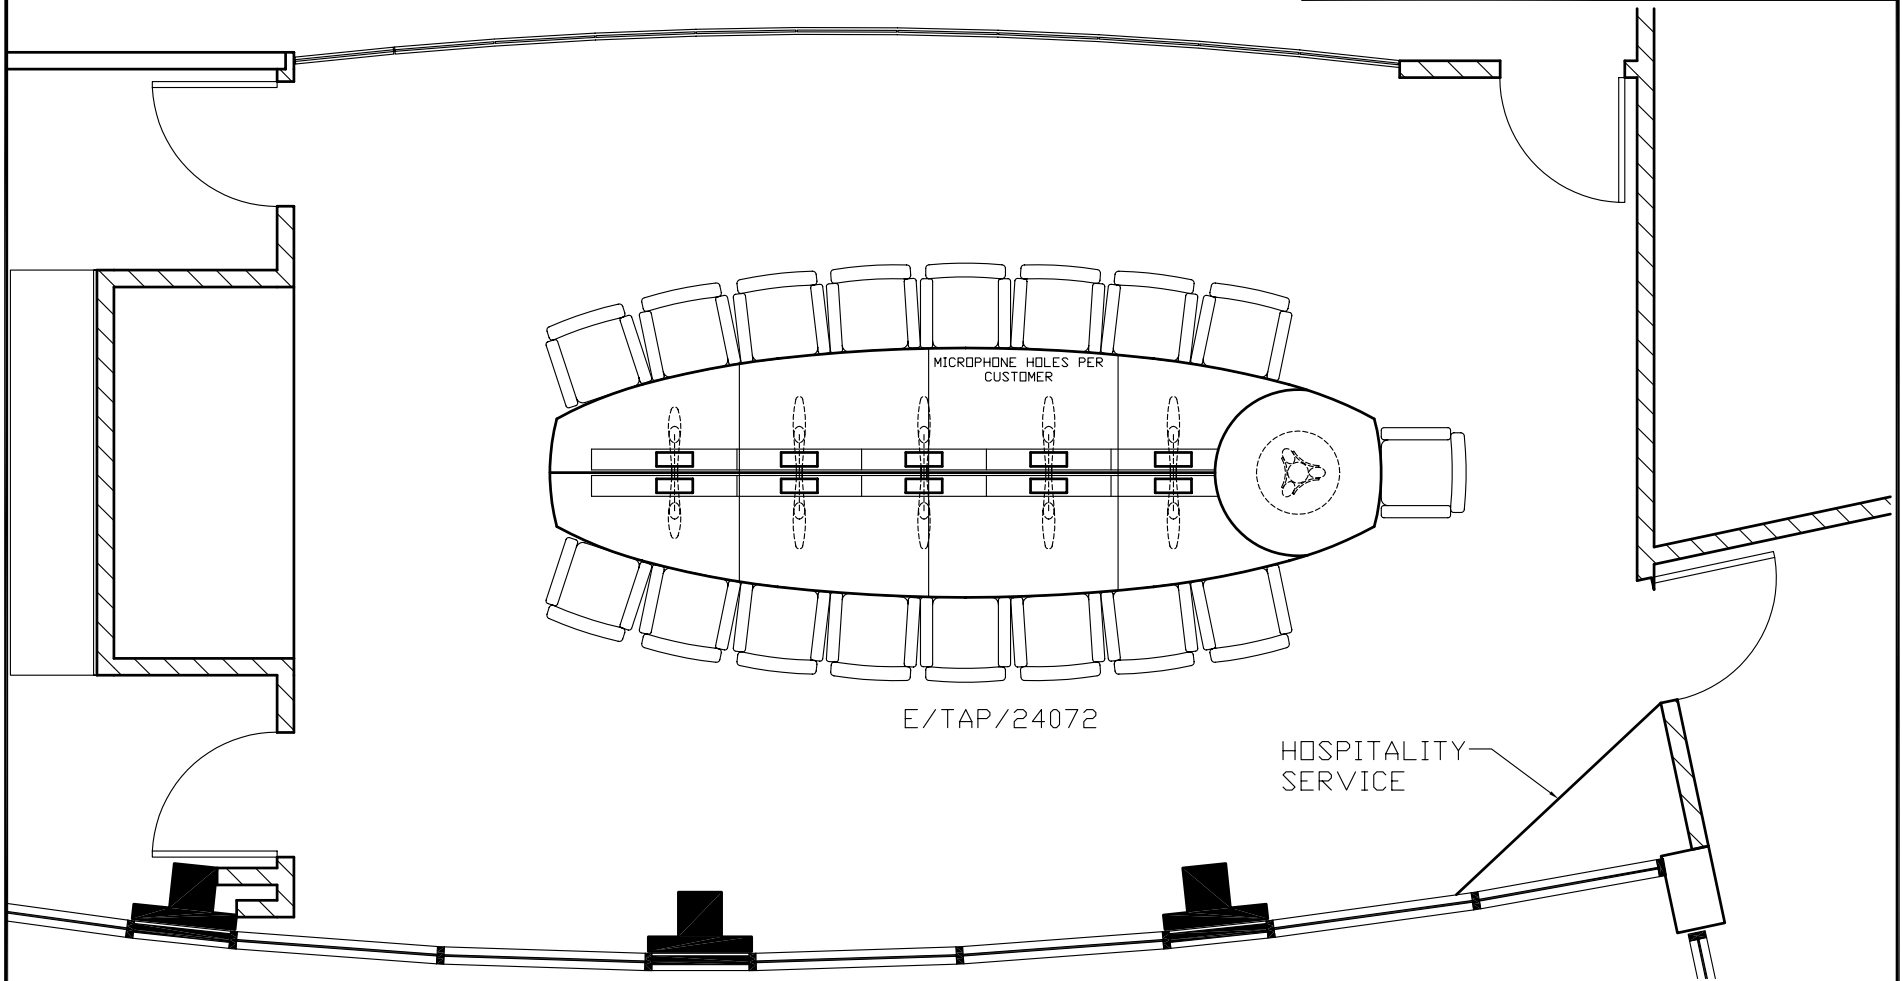 MICROPHONE HOLES PER
CUSTOMER
E/TAP/24072
HOSPITALITY
SERVICE